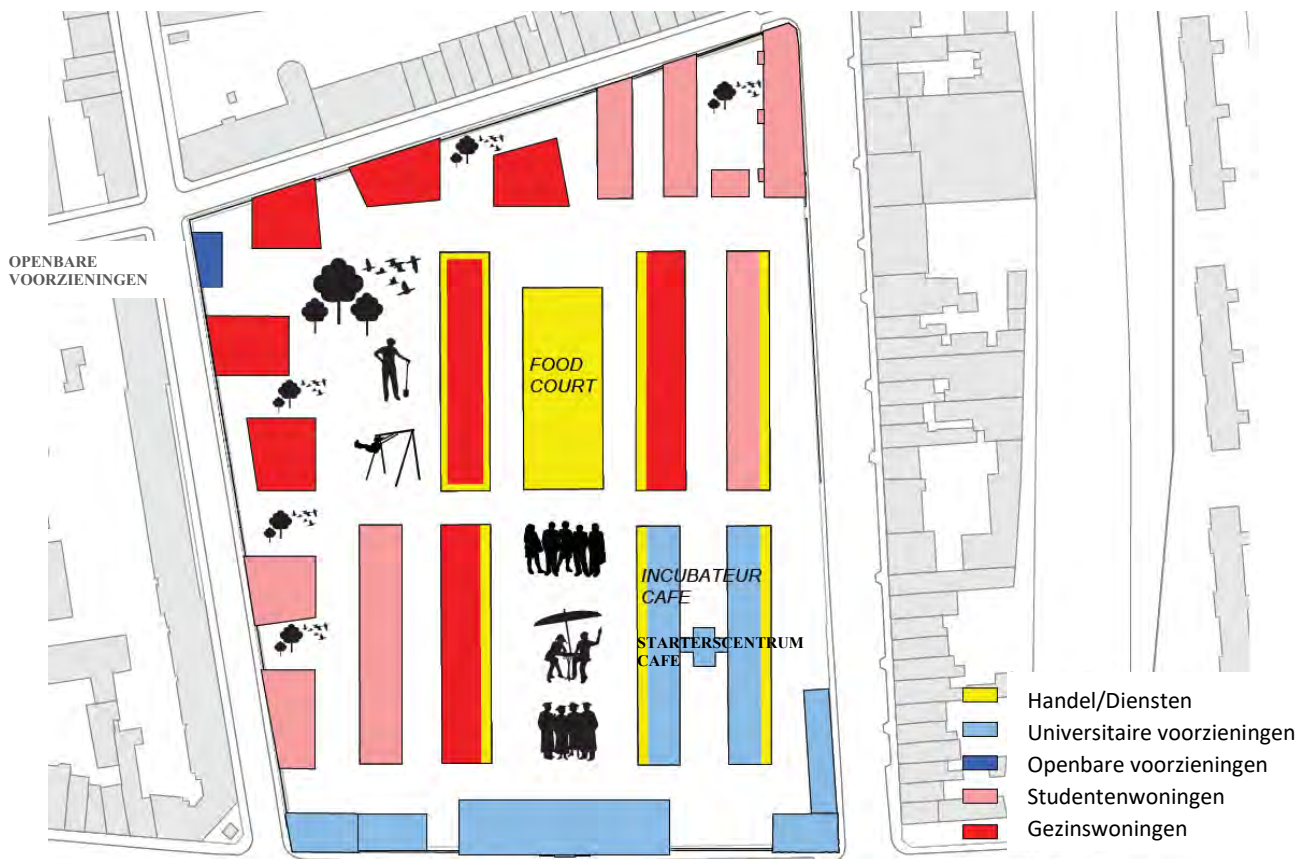 OPENBARE
VOORZIENINGEN
FOOD
COURT
INCUBATEUR
CAFE
STARTERSCENTRUM
CAFE
Handel/Diensten
Universitaire voorzieningen
Openbare voorzieningen
Studentenwoningen
Gezinswoningen